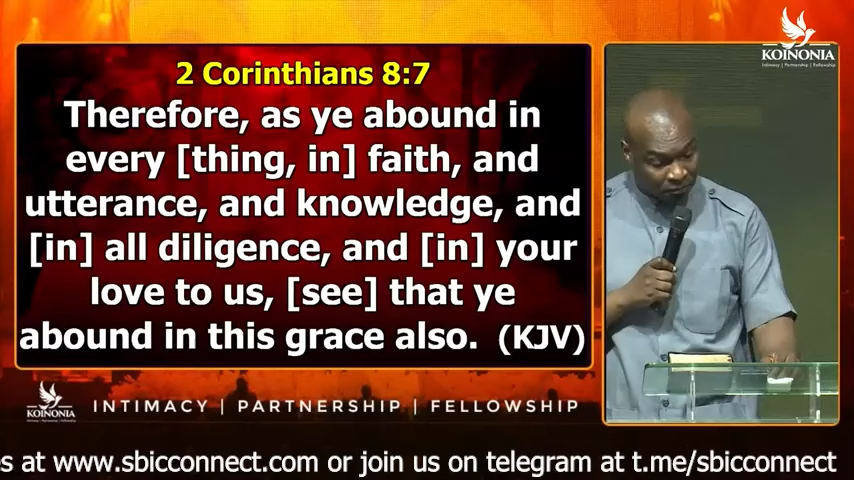 2 Corinthians 8:7
Therefore, as ye abound in
every [thing, in] faith, and
utterance, and knowledge, and
[in] all diligence, and [in] your
love to us, [see] that ye
abound in this grace also. (KJV)
KOINONIA
Intimacy | Partnership | Fellowship
KOINONIA
INTIMACY | PARTNERSHIP | FELLOWSHIP
s at www.sbicconnect.com or join us on telegram at t.me/sbicconnect